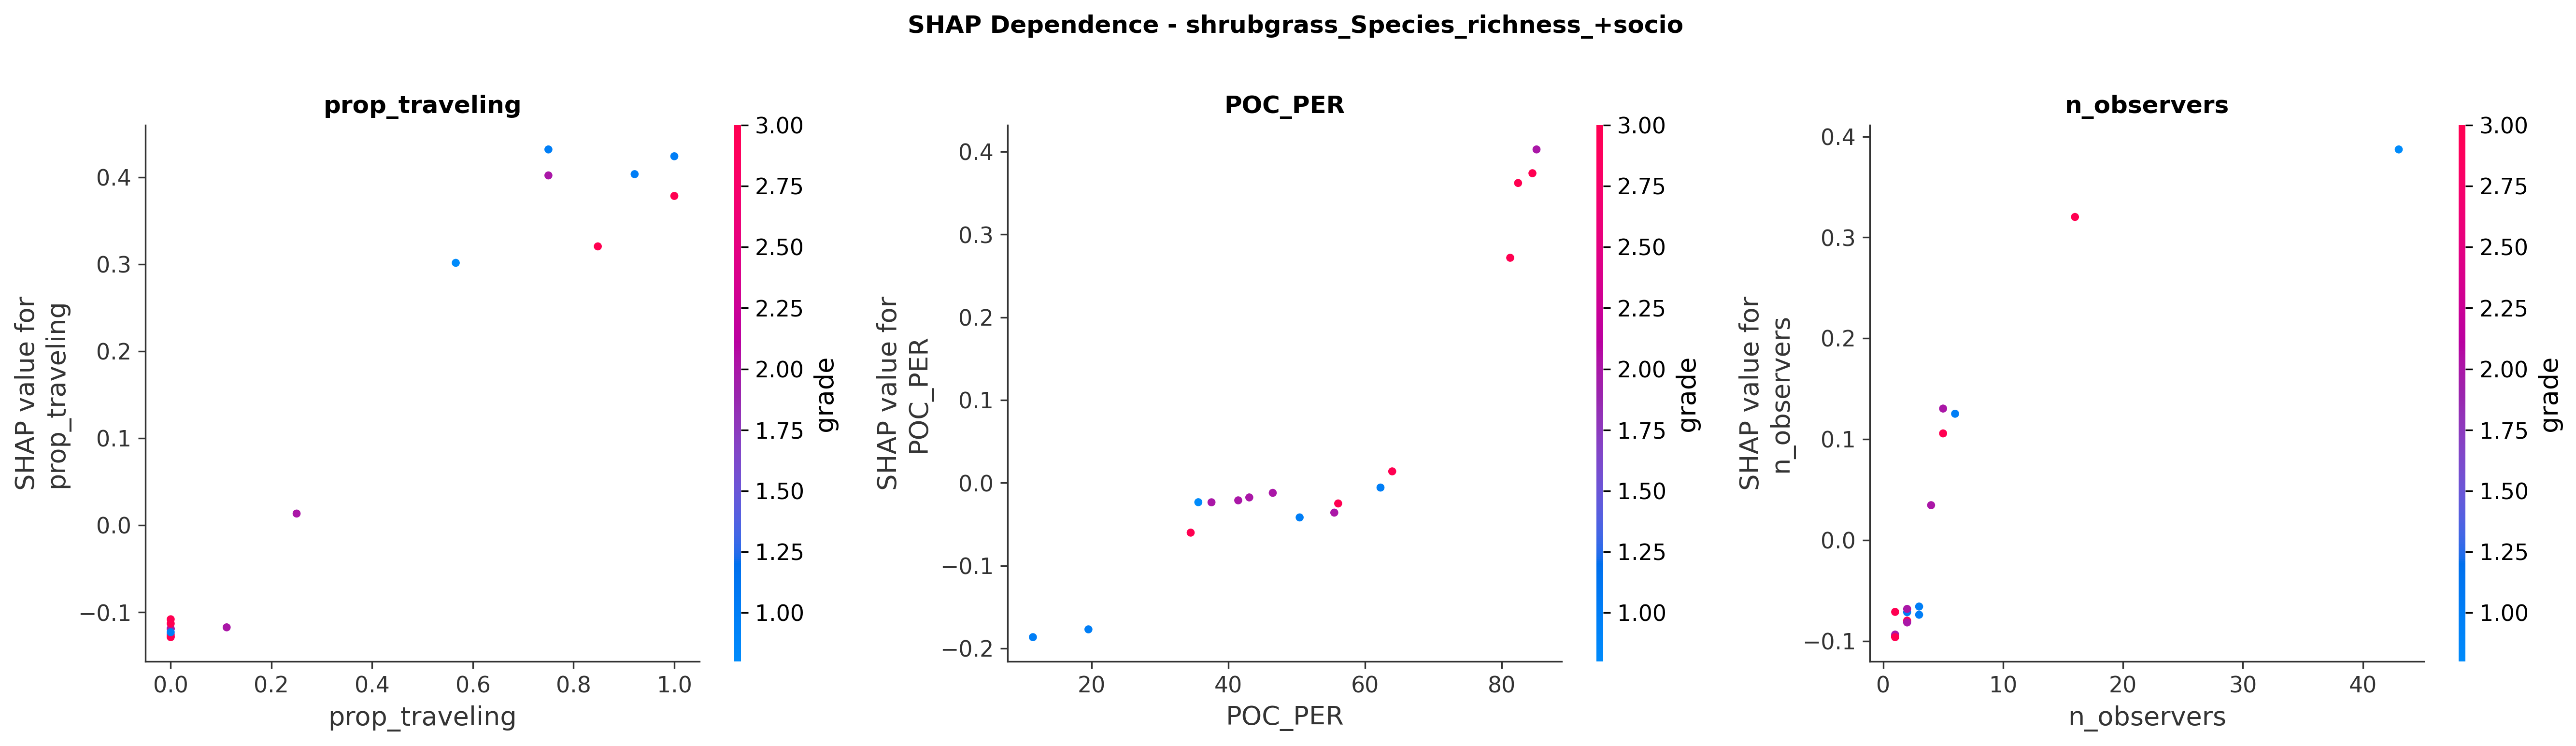 SHAP Dependence - shrubgrass_Species_richness_+socio
prop_traveling
SHAP value for
prop_traveling
0.4
0.3
0.2
0.1
0.0
−0.1
0.0 0.2 0.4 0.6 0.8 1.0
prop_traveling
3.00
2.75
2.50
2.25
2.00
1.75
1.50
1.25
1.00
grade
POC_PER
SHAP value for
POC_PER
0.4
0.3
0.2
0.1
0.0
−0.1
−0.2
20 40 60 80
POC_PER
3.00
2.75
2.50
2.25
2.00
1.75
1.50
1.25
1.00
grade
n_observers
SHAP value for
n_observers
0.4
0.3
0.2
0.1
0.0
−0.1
0 10 20 30 40
n_observers
3.00
2.75
2.50
2.25
2.00
1.75
1.50
1.25
1.00
grade